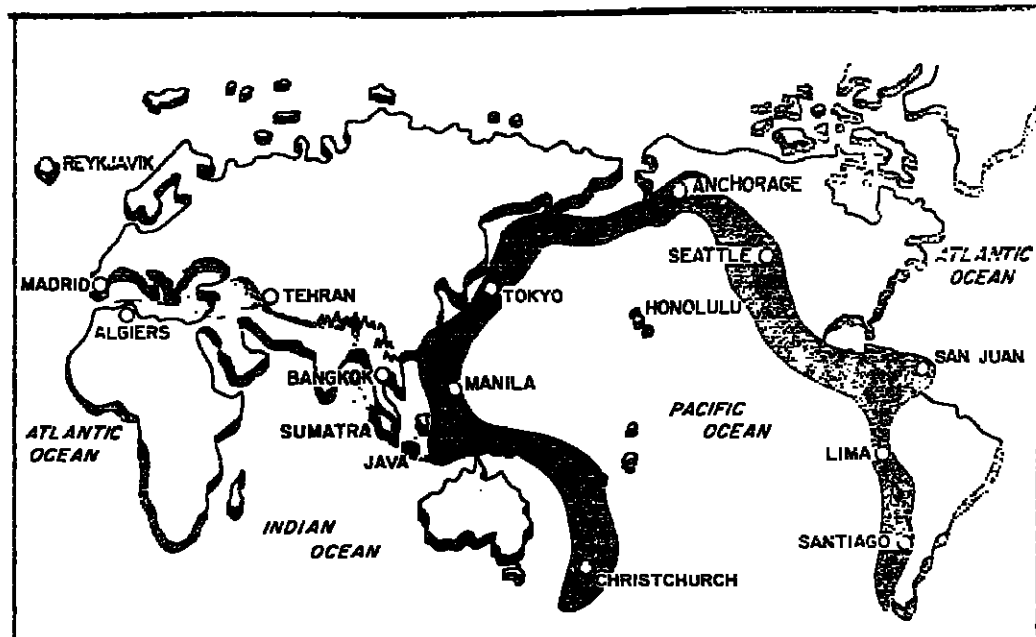 REYKJAVIK
ANCHORAGE
SEATTLE
ATLANTIC
OCEAN
MADRID
TEHRAN
TOKYO
HONOLULU
ALGIERS
SAN JUAN
BANGKOK
MANILA
PACIFIC
OCEAN
SUMATRA
ATLANTIC
OCEAN
JAVA
LIMA
INDIAN
OCEAN
SANTIAGO
CHRISTCHURCH